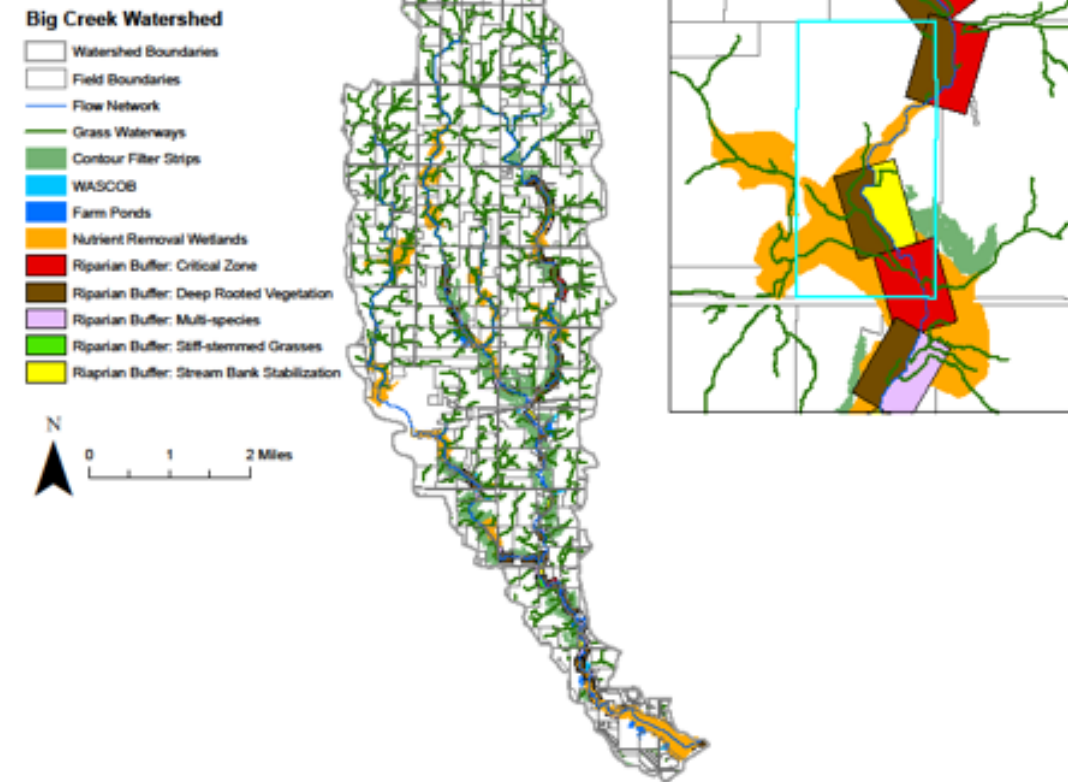 Big Creek Watershed
Watershed Boundaries
Field Boundaries
Flow Network
Grass Waterways
Contour Filter Strips
WASCOB
Farm Ponds
Nutrient Removal Wetlands
Riparian Buffer: Critical Zone
Riparian Buffer: Deep Rooted Vegetation
Riparian Buffer: Multi-species
Riparian Buffer: Stiff-stemmed Grasses
Riaprian Buffer: Stream Bank Stabilization
N
0 1 2 Miles